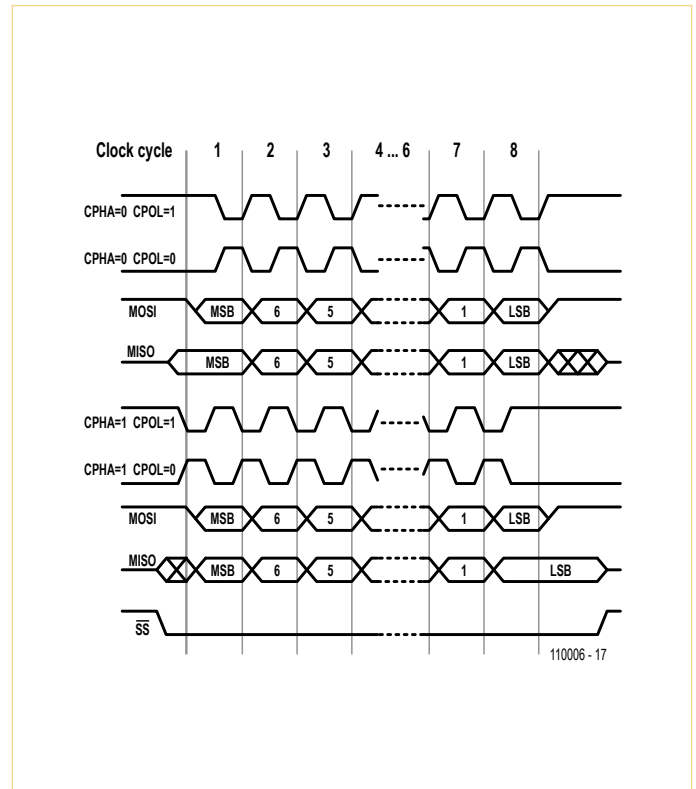 Clock cycle 1 2 3 4 ... 6 7 8
CPHA=0 CPOL=1
CPHA=0 CPOL=0
MOSI MSB 6 5 1 LSB
MISO MSB 6 5 1 LSB
CPHA=1 CPOL=1
CPHA=1 CPOL=0
MOSI MSB 6 5 1 LSB
MISO MSB 6 5 1 LSB
S̅S̅
110006 - 17